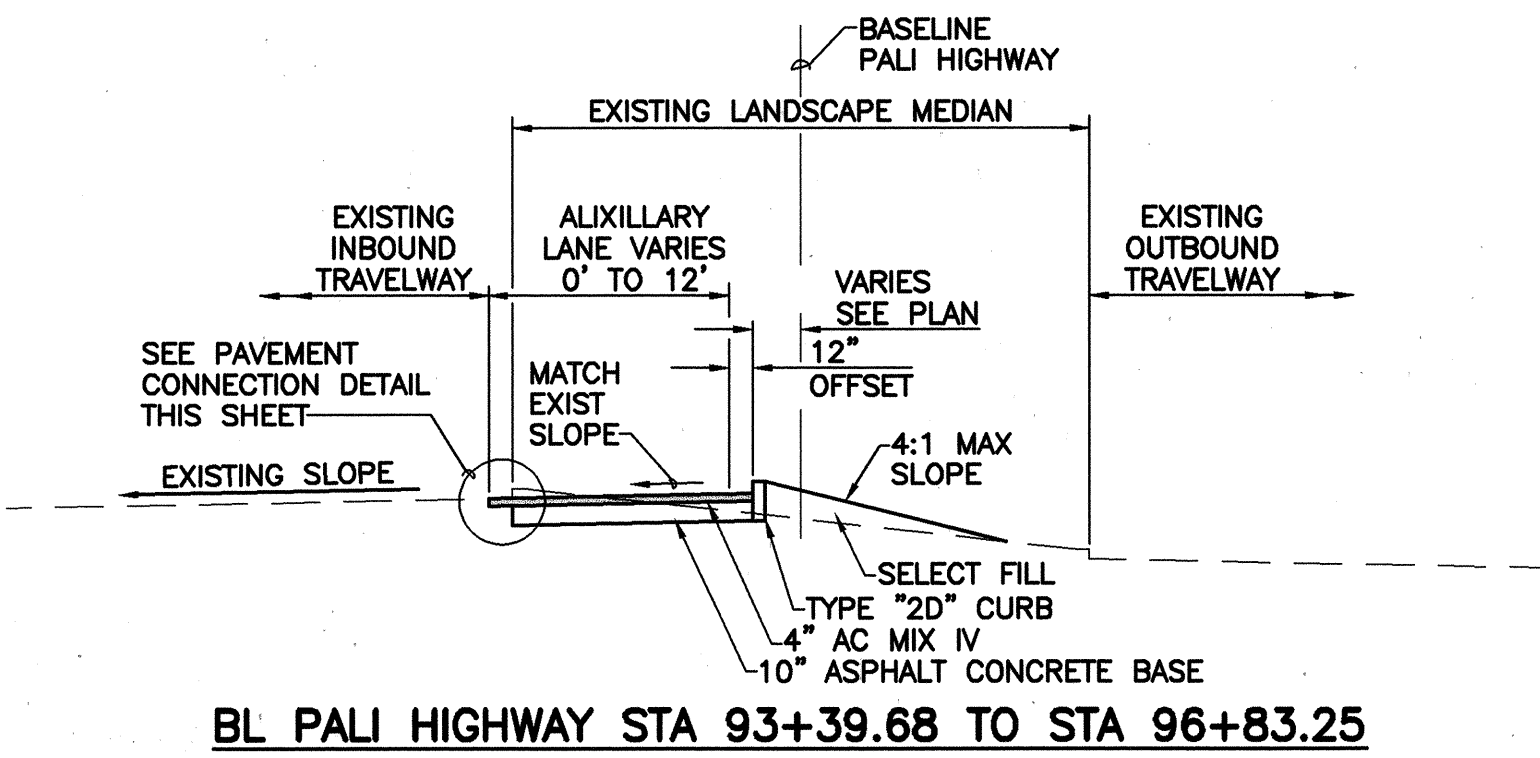 BASELINE
PALI HIGHWAY
EXISTING LANDSCAPE MEDIAN
EXISTING
INBOUND
TRAVELWAY
ALIXILLARY
LANE VARIES
0' TO 12'
EXISTING
OUTBOUND
TRAVELWAY
VARIES
SEE PLAN
12"
OFFSET
SEE PAVEMENT
CONNECTION DETAIL
THIS SHEET
MATCH
EXIST
SLOPE
4:1 MAX
SLOPE
EXISTING SLOPE
SELECT FILL
TYPE "2D" CURB
4" AC MIX IV
10" ASPHALT CONCRETE BASE
BL PALI HIGHWAY STA 93+39.68 TO STA 96+83.25